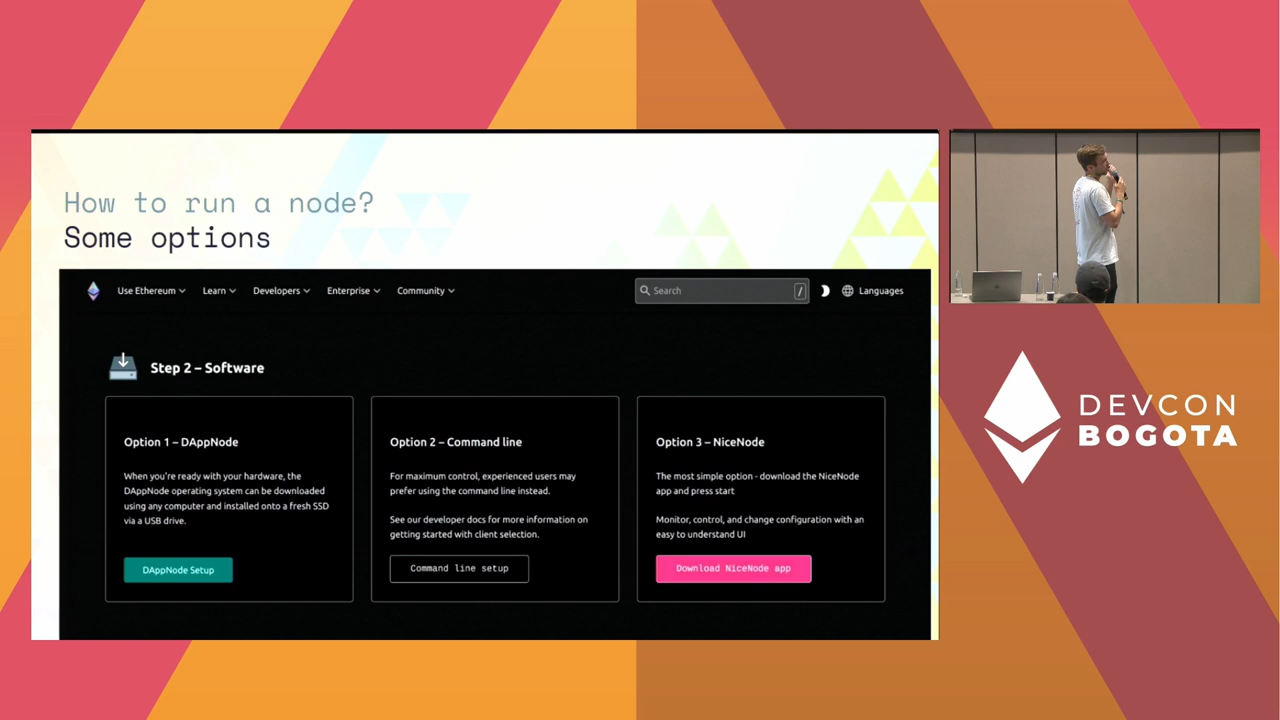 How to run a node?
Some options
Use Ethereum
Learn
Developers
Enterprise
Community
Search
/
Languages
Step 2 – Software
Option 1 – DAppNode
When you're ready with your hardware, the
DAppNode operating system can be downloaded
using any computer and installed onto a fresh SSD
via a USB drive.
DAppNode Setup
Option 2 – Command line
For maximum control, experienced users may
prefer using the command line instead.
See our developer docs for more information on
getting started with client selection.
Command line setup
Option 3 – NiceNode
The most simple option - download the NiceNode
app and press start
Monitor, control, and change configuration with an
easy to understand UI
Download NiceNode app
DEVCON
BOGOTA